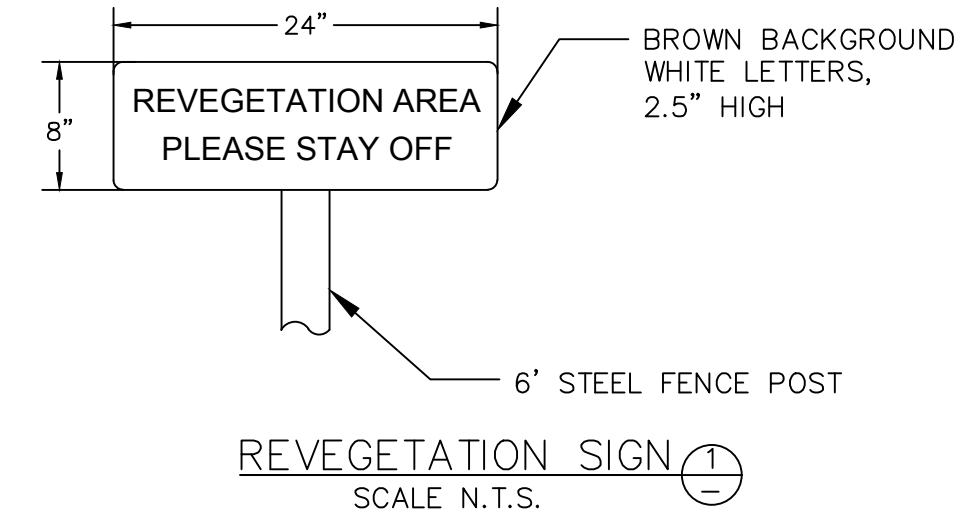 24”
BROWN BACKGROUND
WHITE LETTERS,
2.5” HIGH
8”
REVEGETATION AREA
PLEASE STAY OFF
6’ STEEL FENCE POST
REVEGETATION SIGN
1
–
SCALE N.T.S.